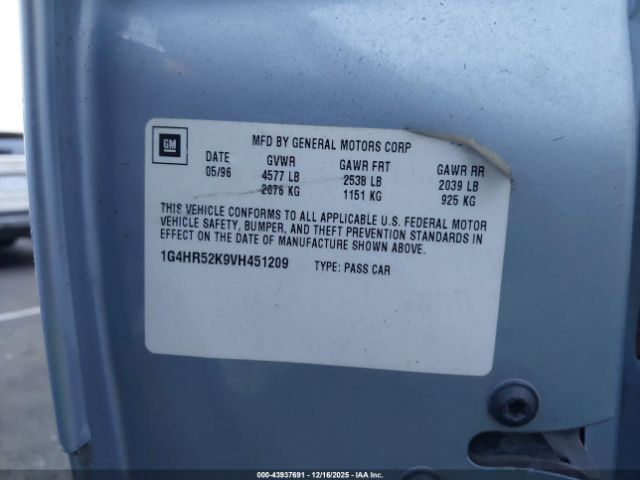 GM
MFD BY GENERAL MOTORS CORP
DATE GVWR GAWR FRT GAWR RR
05/96 4577 LB 2538 LB 2039 LB
2076 KG 1151 KG 925 KG
THIS VEHICLE CONFORMS TO ALL APPLICABLE U.S. FEDERAL MOTOR
VEHICLE SAFETY, BUMPER, AND THEFT PREVENTION STANDARDS IN
EFFECT ON THE DATE OF MANUFACTURE SHOWN ABOVE.
1G4HR52K9VH451209 TYPE: PASS CAR
000-43937691 - 12/16/2025 - IAAI.COM